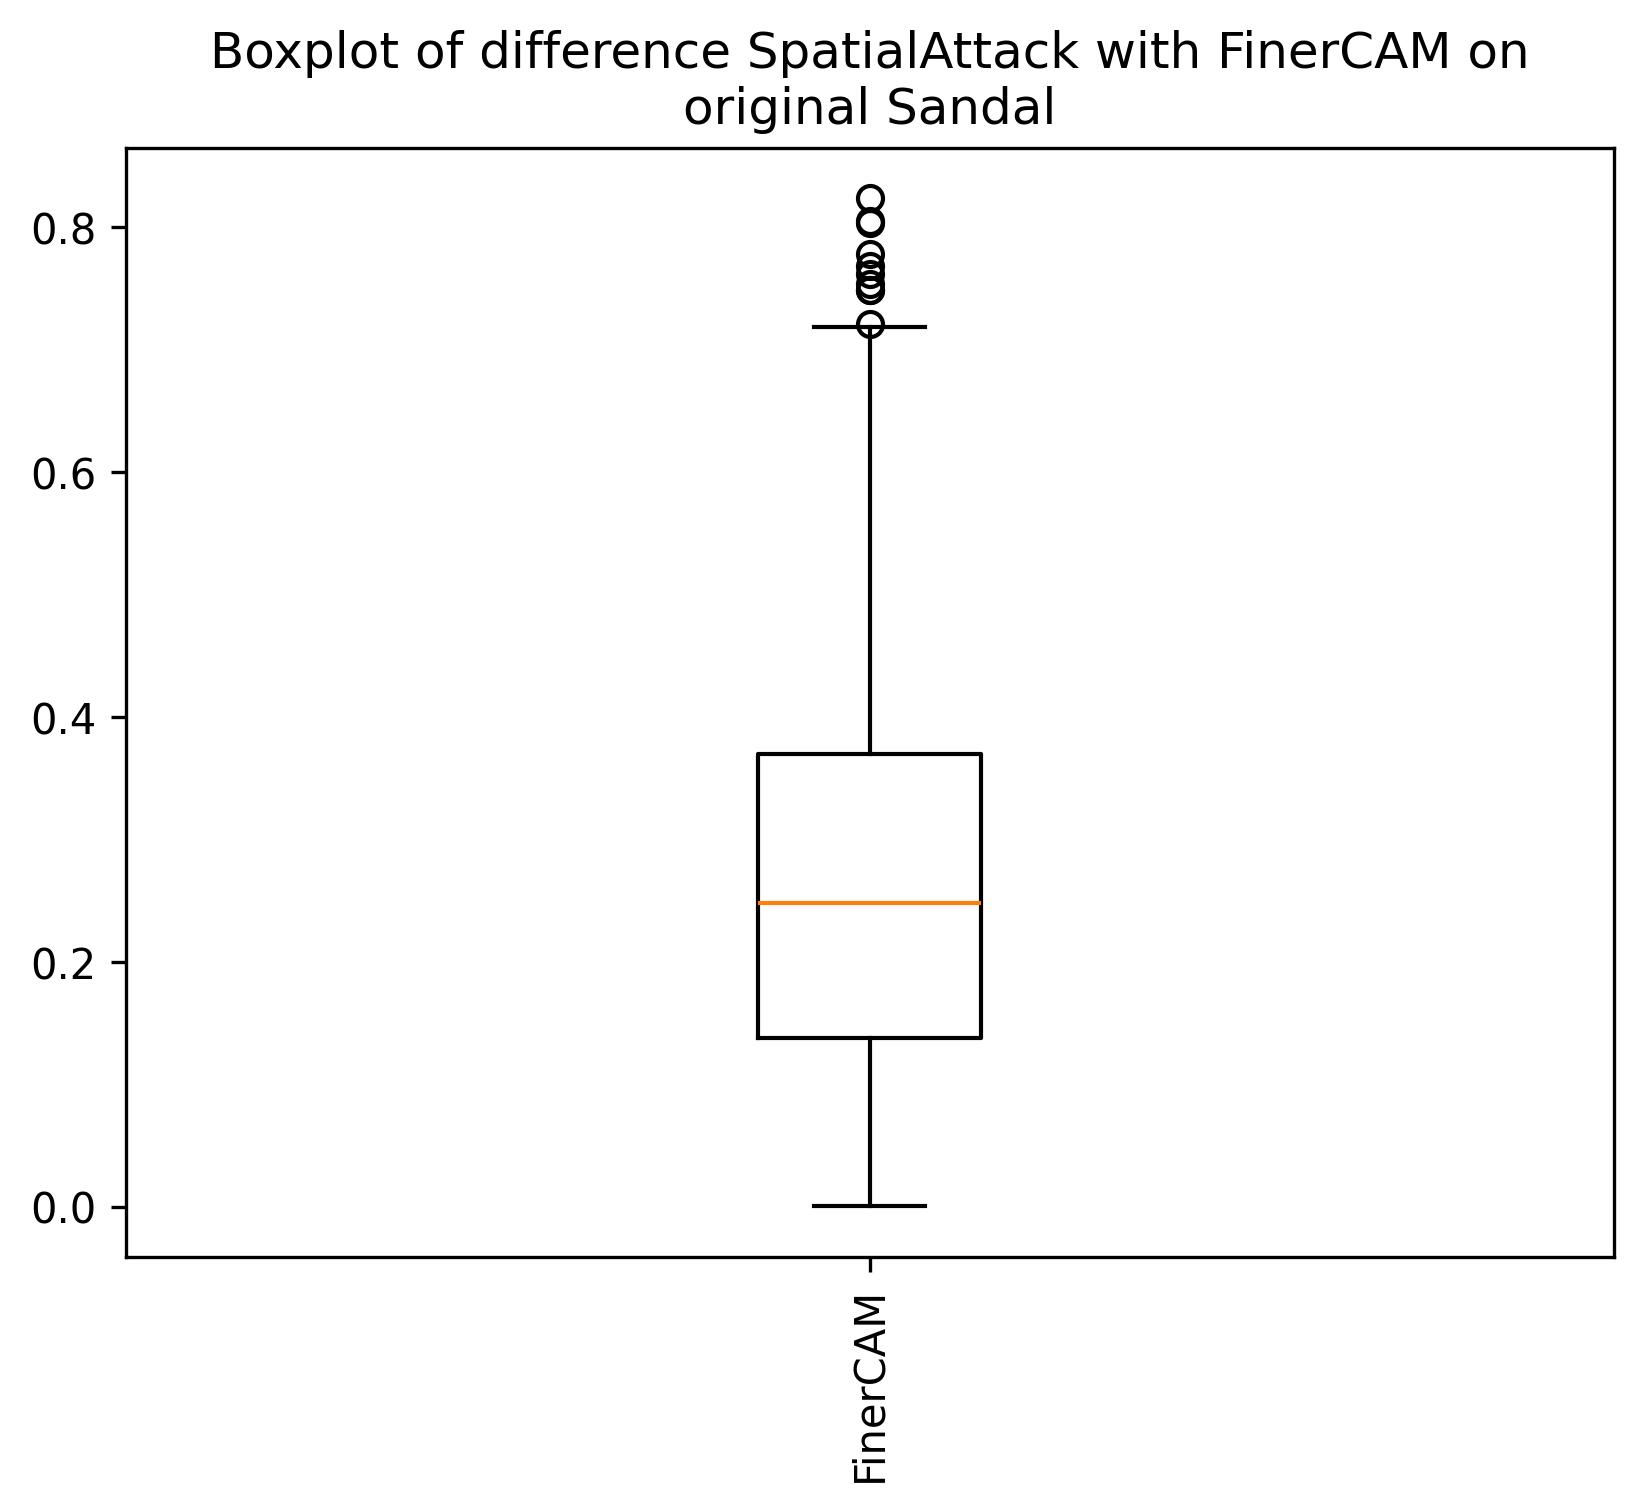 Boxplot of difference SpatialAttack with FinerCAM on
original Sandal
0.8
0.6
0.4
0.2
0.0
FinerCAM